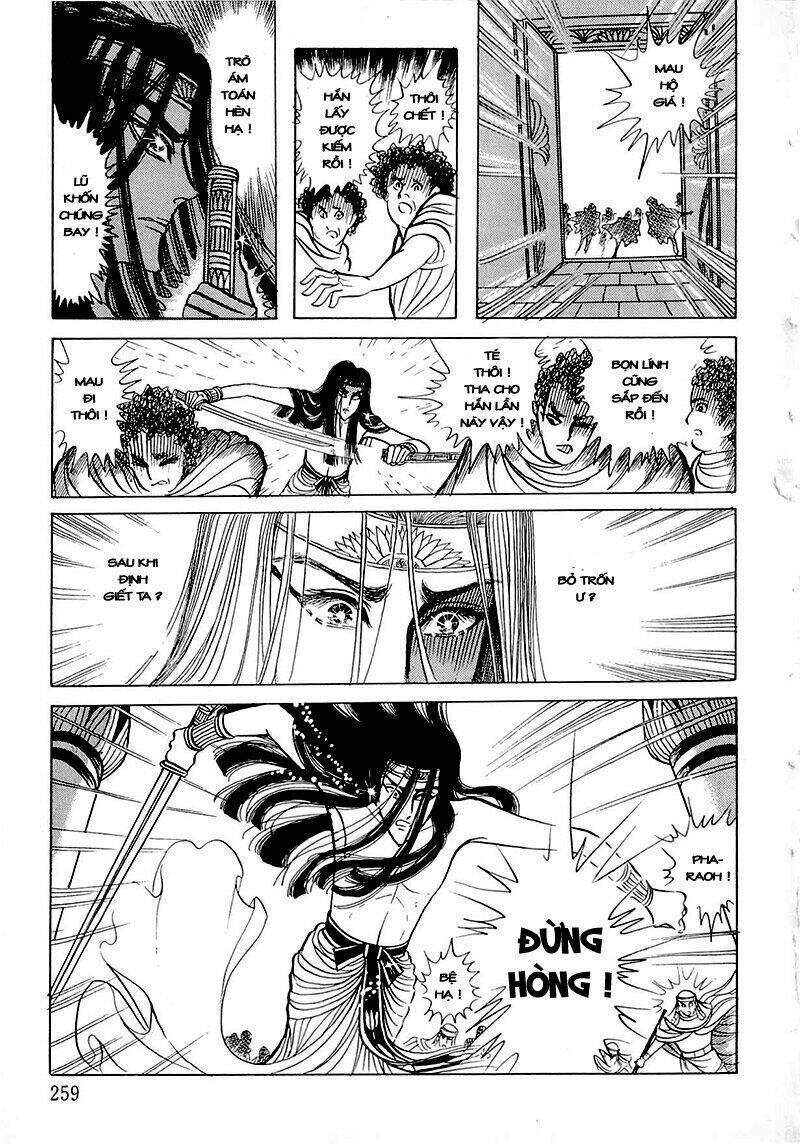 MAU
HỘ
GIÁ !
THÔI
CHẾT !
HẮN
LẤY
ĐƯỢC
KIẾM
RỒI !
TRÒ
ÁM
TOÁN
HÈN
HẠ !
LŨ
KHỐN
CHÚNG
BAY !
BỌN LÍNH
CŨNG
SẮP ĐẾN
RỒI !
TÉ
THÔI !
THA CHO
HẮN LẦN
NÀY VẬY !
MAU
ĐI
THÔI !
BỎ TRỐN
Ư ?
SAU KHI
ĐỊNH
GIẾT TA ?
PHA-
RAOH !
ĐỪNG
HÒNG !
BỆ
HẠ !
259